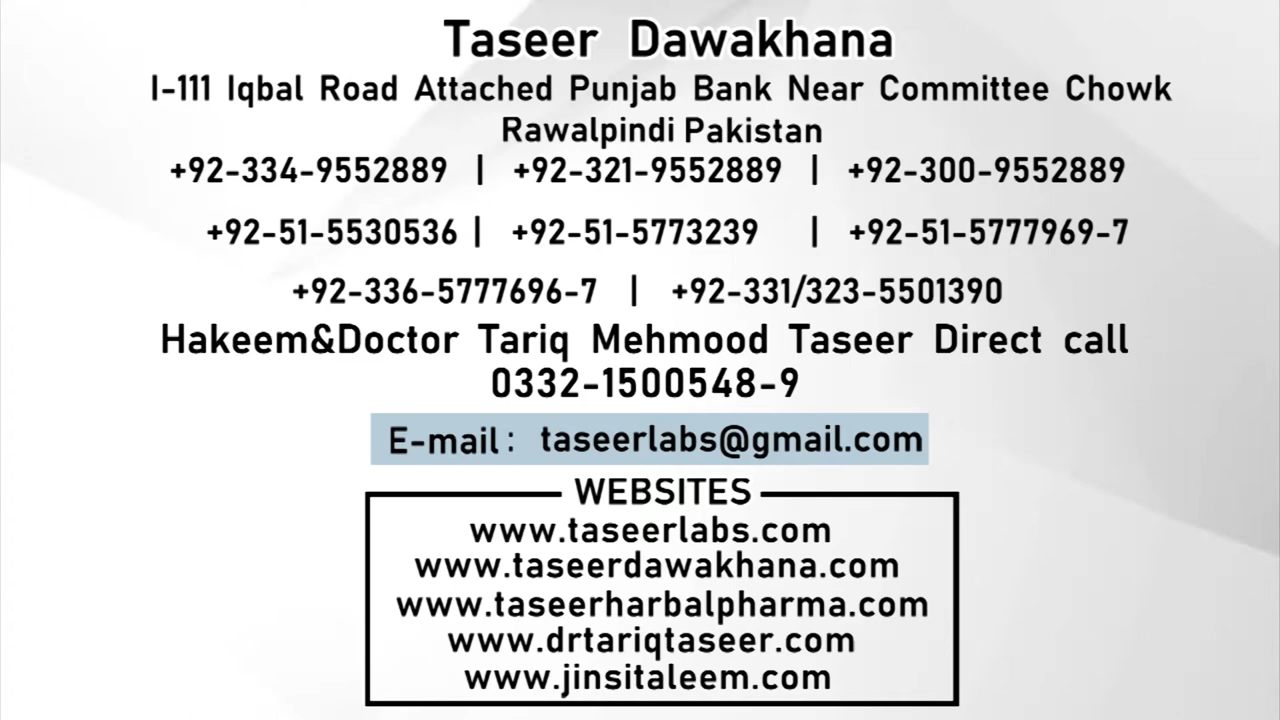 Taseer Dawakhana
I-111 Iqbal Road Attached Punjab Bank Near Committee Chowk
Rawalpindi Pakistan
+92-334-9552889 | +92-321-9552889 | +92-300-9552889
+92-51-5530536 | +92-51-5773239 | +92-51-5777969-7
+92-336-5777696-7 | +92-331/323-5501390
Hakeem&Doctor Tariq Mehmood Taseer Direct call
0332-1500548-9
E-mail : taseerlabs@gmail.com
WEBSITES
www.taseerlabs.com
www.taseerdawakhana.com
www.taseerharbalpharma.com
www.drtariqtaseer.com
www.jinsitaleem.com